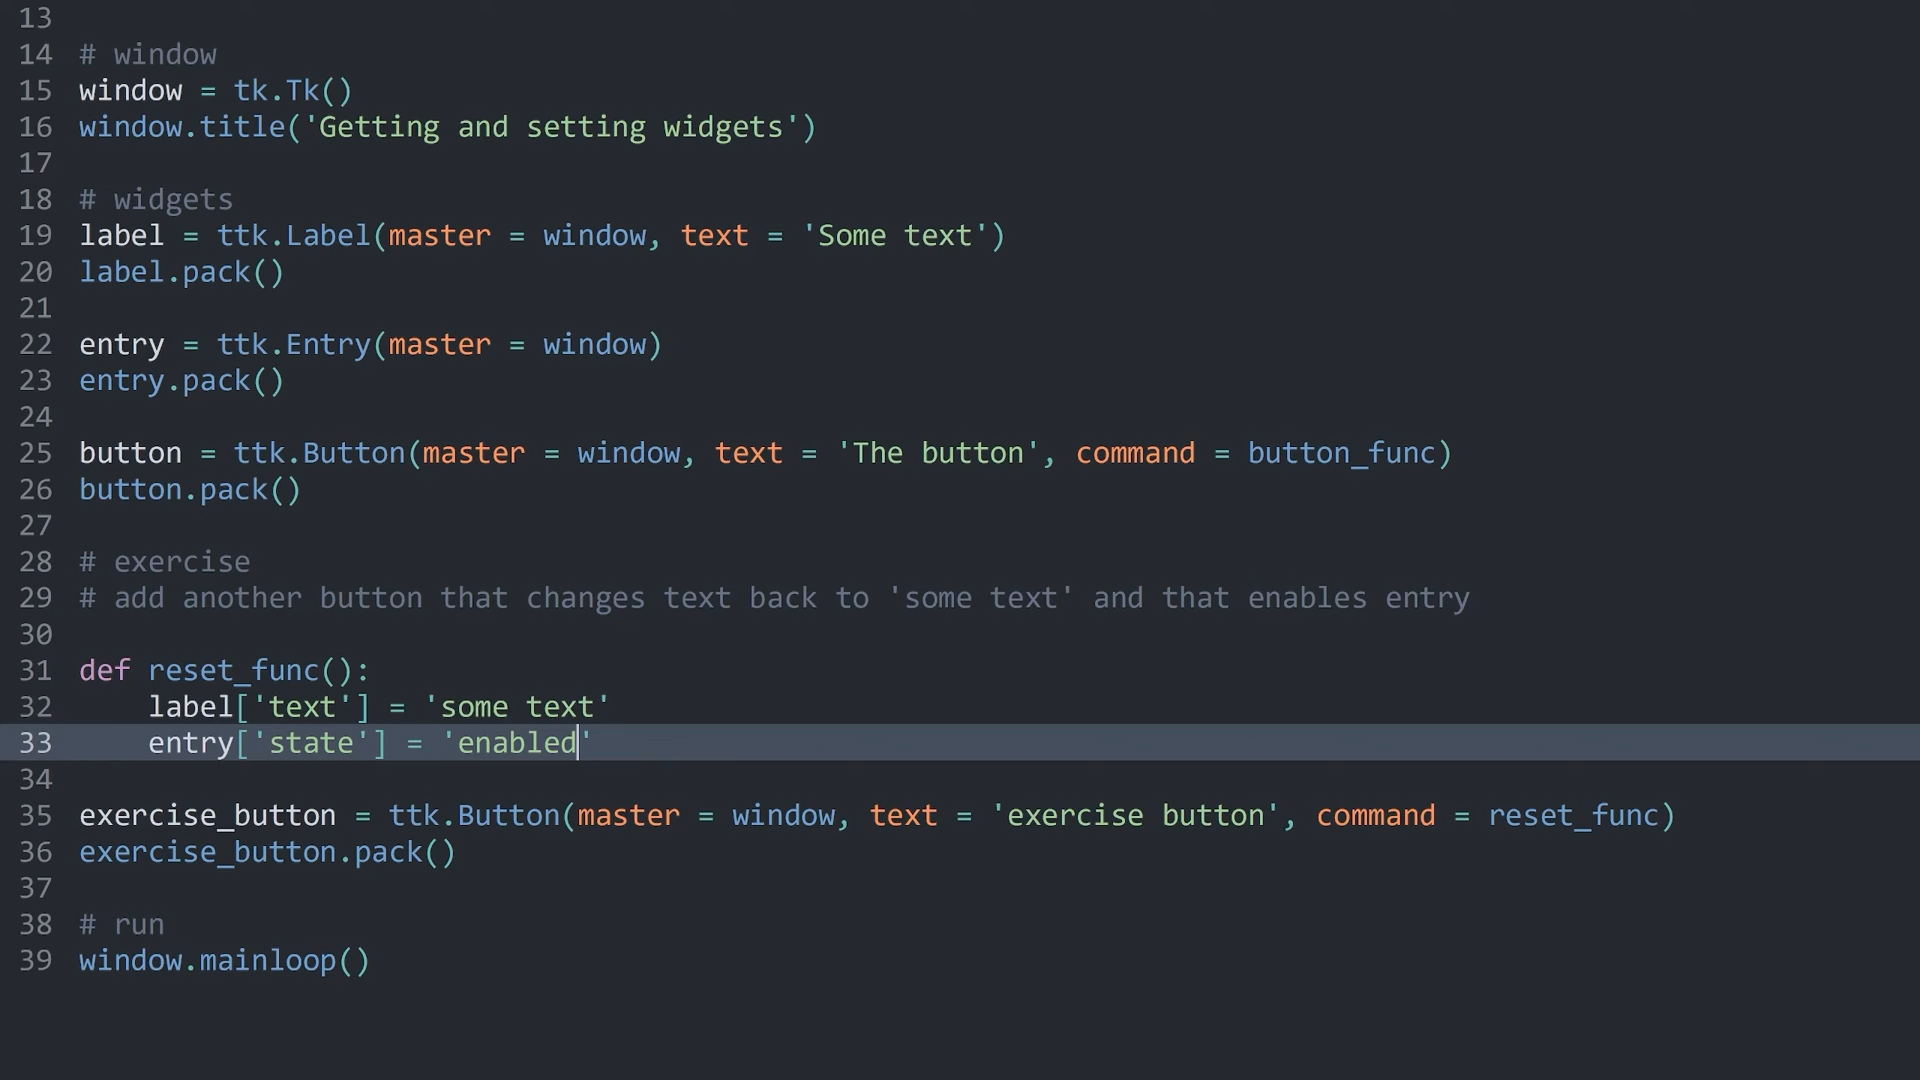 13
14 # window
15 window = tk.Tk()
16 window.title('Getting and setting widgets')
17
18 # widgets
19 label = ttk.Label(master = window, text = 'Some text')
20 label.pack()
21
22 entry = ttk.Entry(master = window)
23 entry.pack()
24
25 button = ttk.Button(master = window, text = 'The button', command = button_func)
26 button.pack()
27
28 # exercise
29 # add another button that changes text back to 'some text' and that enables entry
30
31 def reset_func():
32     label['text'] = 'some text'
33     entry['state'] = 'enabled'
34
35 exercise_button = ttk.Button(master = window, text = 'exercise button', command = reset_func)
36 exercise_button.pack()
37
38 # run
39 window.mainloop()